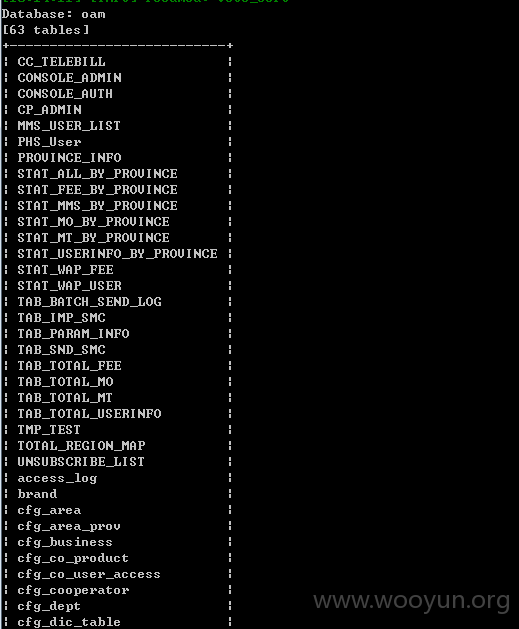 Database: oam
[63 tables]
+---------------------------+
| CC_TELEBILL |
| CONSOLE_ADMIN |
| CONSOLE_AUTH |
| CP_ADMIN |
| MMS_USER_LIST |
| PHS_User |
| PROVINCE_INFO |
| STAT_ALL_BY_PROVINCE |
| STAT_FEE_BY_PROVINCE |
| STAT_MMS_BY_PROVINCE |
| STAT_MO_BY_PROVINCE |
| STAT_MT_BY_PROVINCE |
| STAT_USERINFO_BY_PROVINCE |
| STAT_WAP_FEE |
| STAT_WAP_USER |
| TAB_BATCH_SEND_LOG |
| TAB_IMP_SMC |
| TAB_PARAM_INFO |
| TAB_SND_SMC |
| TAB_TOTAL_FEE |
| TAB_TOTAL_MO |
| TAB_TOTAL_MT |
| TAB_TOTAL_USERINFO |
| TMP_TEST |
| TOTAL_REGION_MAP |
| UNSUBSCRIBE_LIST |
| access_log |
| brand |
| cfg_area |
| cfg_area_prov |
| cfg_business |
| cfg_co_product |
| cfg_co_user_access |
| cfg_cooperator |
| cfg_dept |
| cfg_dic_table |
www.wooyun.org